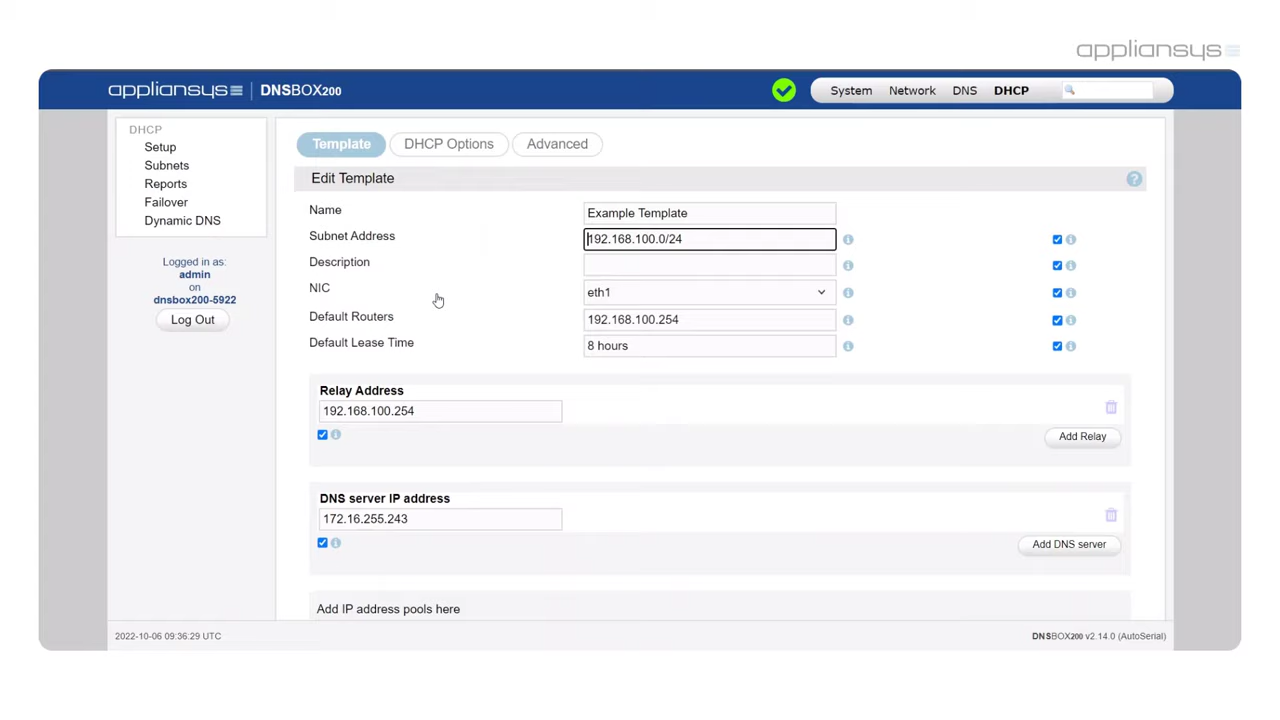 appliansys
appliansys | DNSBOX200
System Network DNS DHCP
DHCP
Setup
Subnets
Reports
Failover
Dynamic DNS
Logged in as:
admin
on
dnsbox200-5922
Log Out
Template DHCP Options Advanced
Edit Template
Name Example Template
Subnet Address 192.168.100.0/24
Description
NIC eth1
Default Routers 192.168.100.254
Default Lease Time 8 hours
Relay Address
192.168.100.254
Add Relay
DNS server IP address
172.16.255.243
Add DNS server
Add IP address pools here
2022-10-06 09:36:29 UTC DNSBOX200 v2.14.0 (AutoSerial)